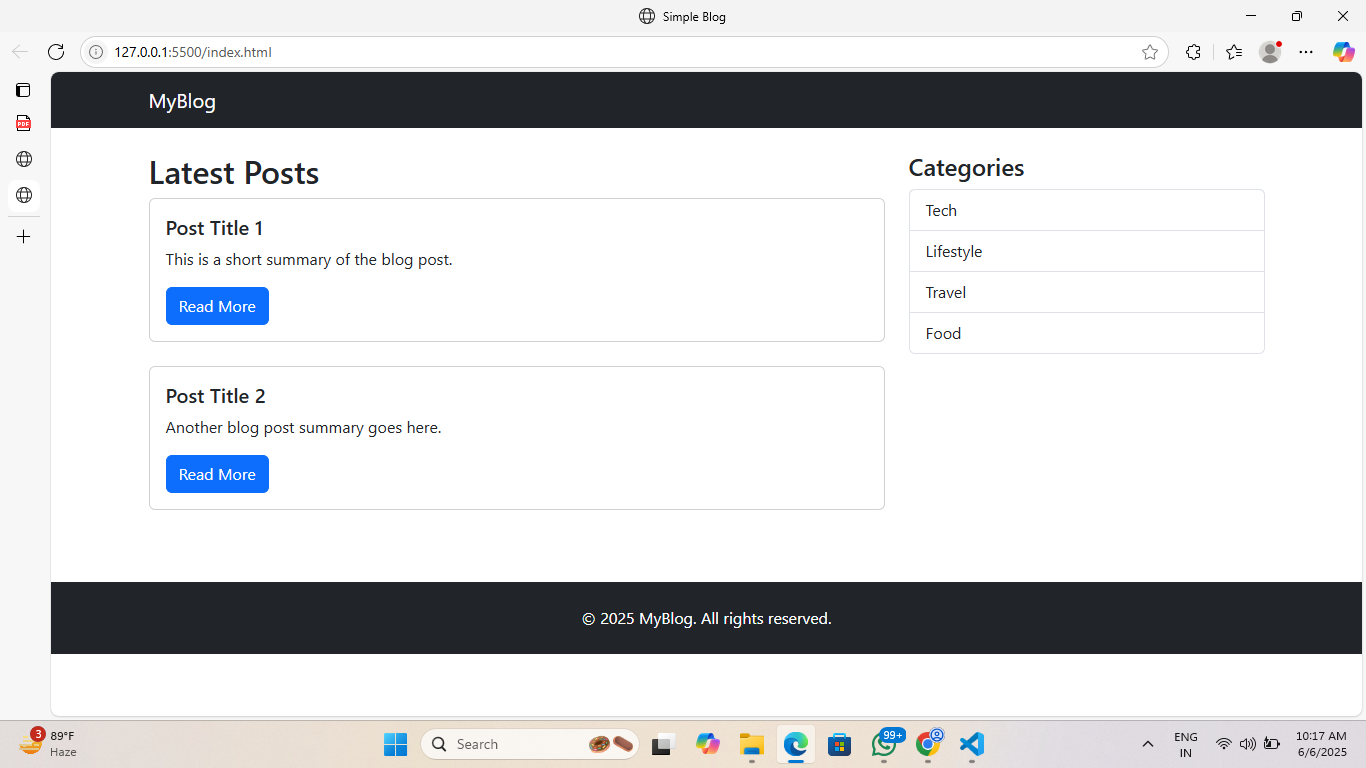 Simple Blog
127.0.0.1:5500/index.html
PDF
MyBlog
Latest Posts
Post Title 1
This is a short summary of the blog post.
Read More
Post Title 2
Another blog post summary goes here.
Read More
Categories
Tech
Lifestyle
Travel
Food
© 2025 MyBlog. All rights reserved.
3
89°F
Haze
Search
99+
ENG
IN
10:17 AM
6/6/2025